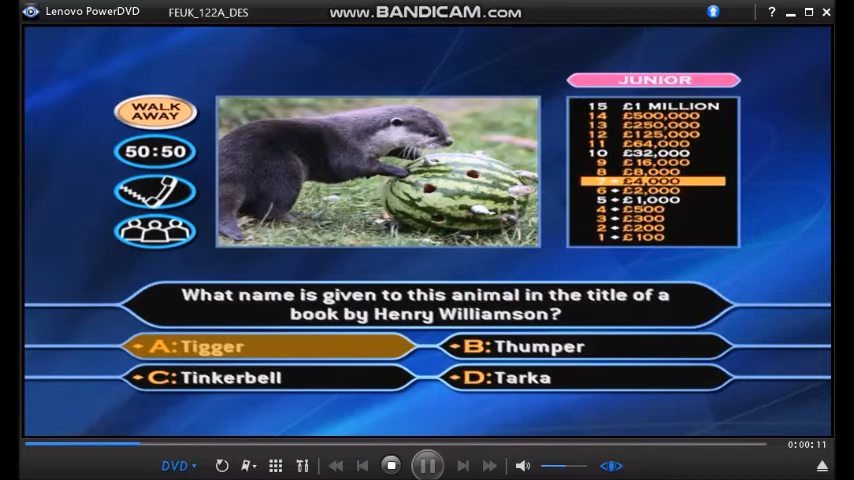 Lenovo PowerDVD
FEUK_122A_DES
www.BANDICAM.com
WALK AWAY
50:50
JUNIOR
15 £1 MILLION
14 £500,000
13 £250,000
12 £125,000
11 £64,000
10 £32,000
9 £16,000
8 £8,000
7 £4,000
6 £2,000
5 £1,000
4 £500
3 £300
2 £200
1 £100
What name is given to this animal in the title of a
book by Henry Williamson?
A: Tigger
B: Thumper
C: Tinkerbell
D: Tarka
0:00:11
DVD